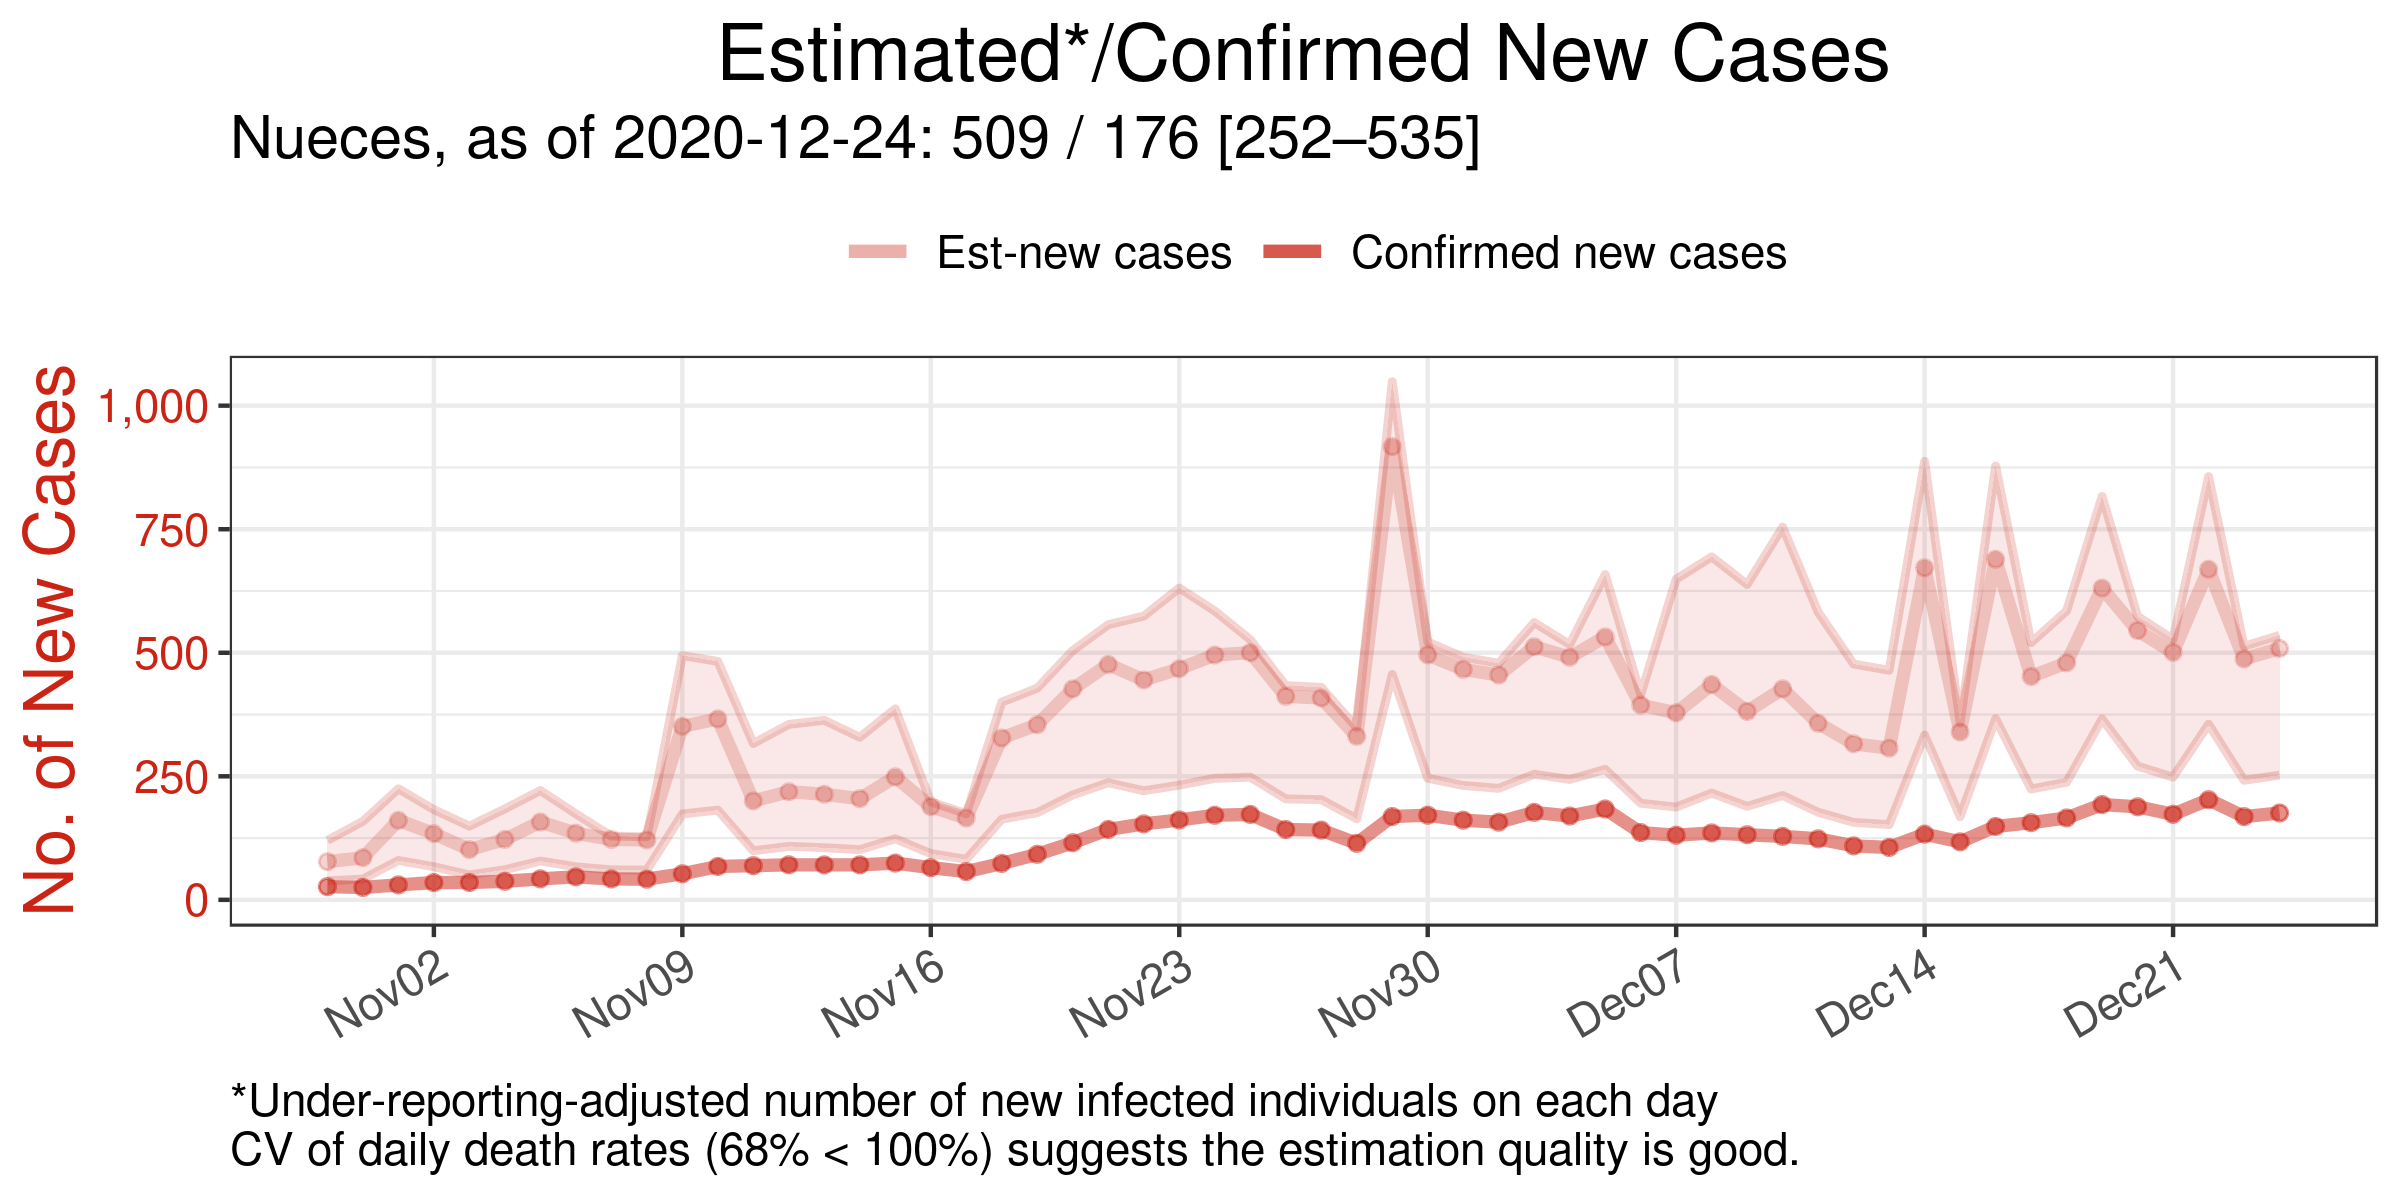 Estimated*/Confirmed New Cases
Nueces, as of 2020-12-24: 509 / 176 [252–535]
Est-new cases
Confirmed new cases
No. of New Cases
1,000
750
500
250
0
Nov02
Nov09
Nov16
Nov23
Nov30
Dec07
Dec14
Dec21
*Under-reporting-adjusted number of new infected individuals on each day
CV of daily death rates (68% < 100%) suggests the estimation quality is good.